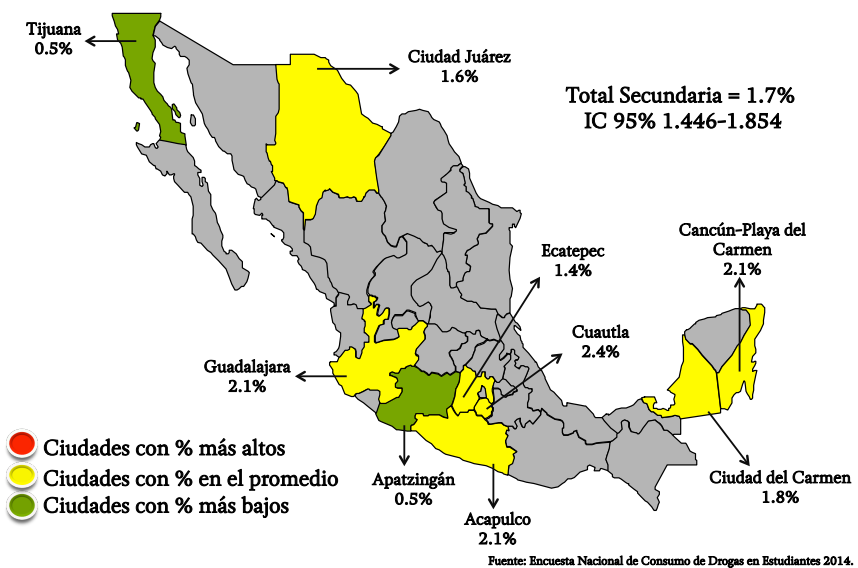 Tijuana
0.5%
Ciudad Juárez
1.6%
Total Secundaria = 1.7%
IC 95% 1.446-1.854
Cancún-Playa del
Carmen
2.1%
Ecatepec
1.4%
Cuautla
2.4%
Guadalajara
2.1%
Ciudades con % más altos
Ciudades con % en el promedio
Ciudades con % más bajos
Apatzingán
0.5%
Acapulco
2.1%
Ciudad del Carmen
1.8%
Fuente: Encuesta Nacional de Consumo de Drogas en Estudiantes 2014.